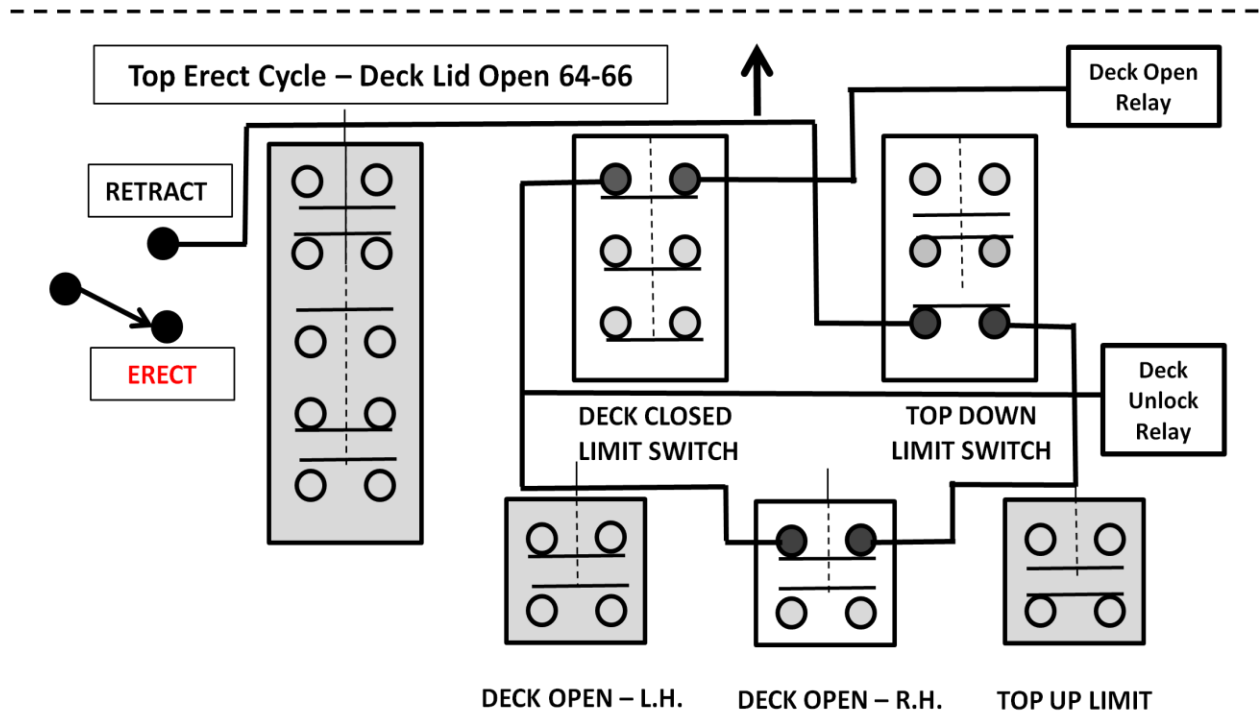 Top Erect Cycle – Deck Lid Open 64-66
Deck Open
Relay
RETRACT
ERECT
Deck
Unlock
Relay
DECK CLOSED
LIMIT SWITCH
TOP DOWN
LIMIT SWITCH
DECK OPEN – L.H.
DECK OPEN – R.H.
TOP UP LIMIT